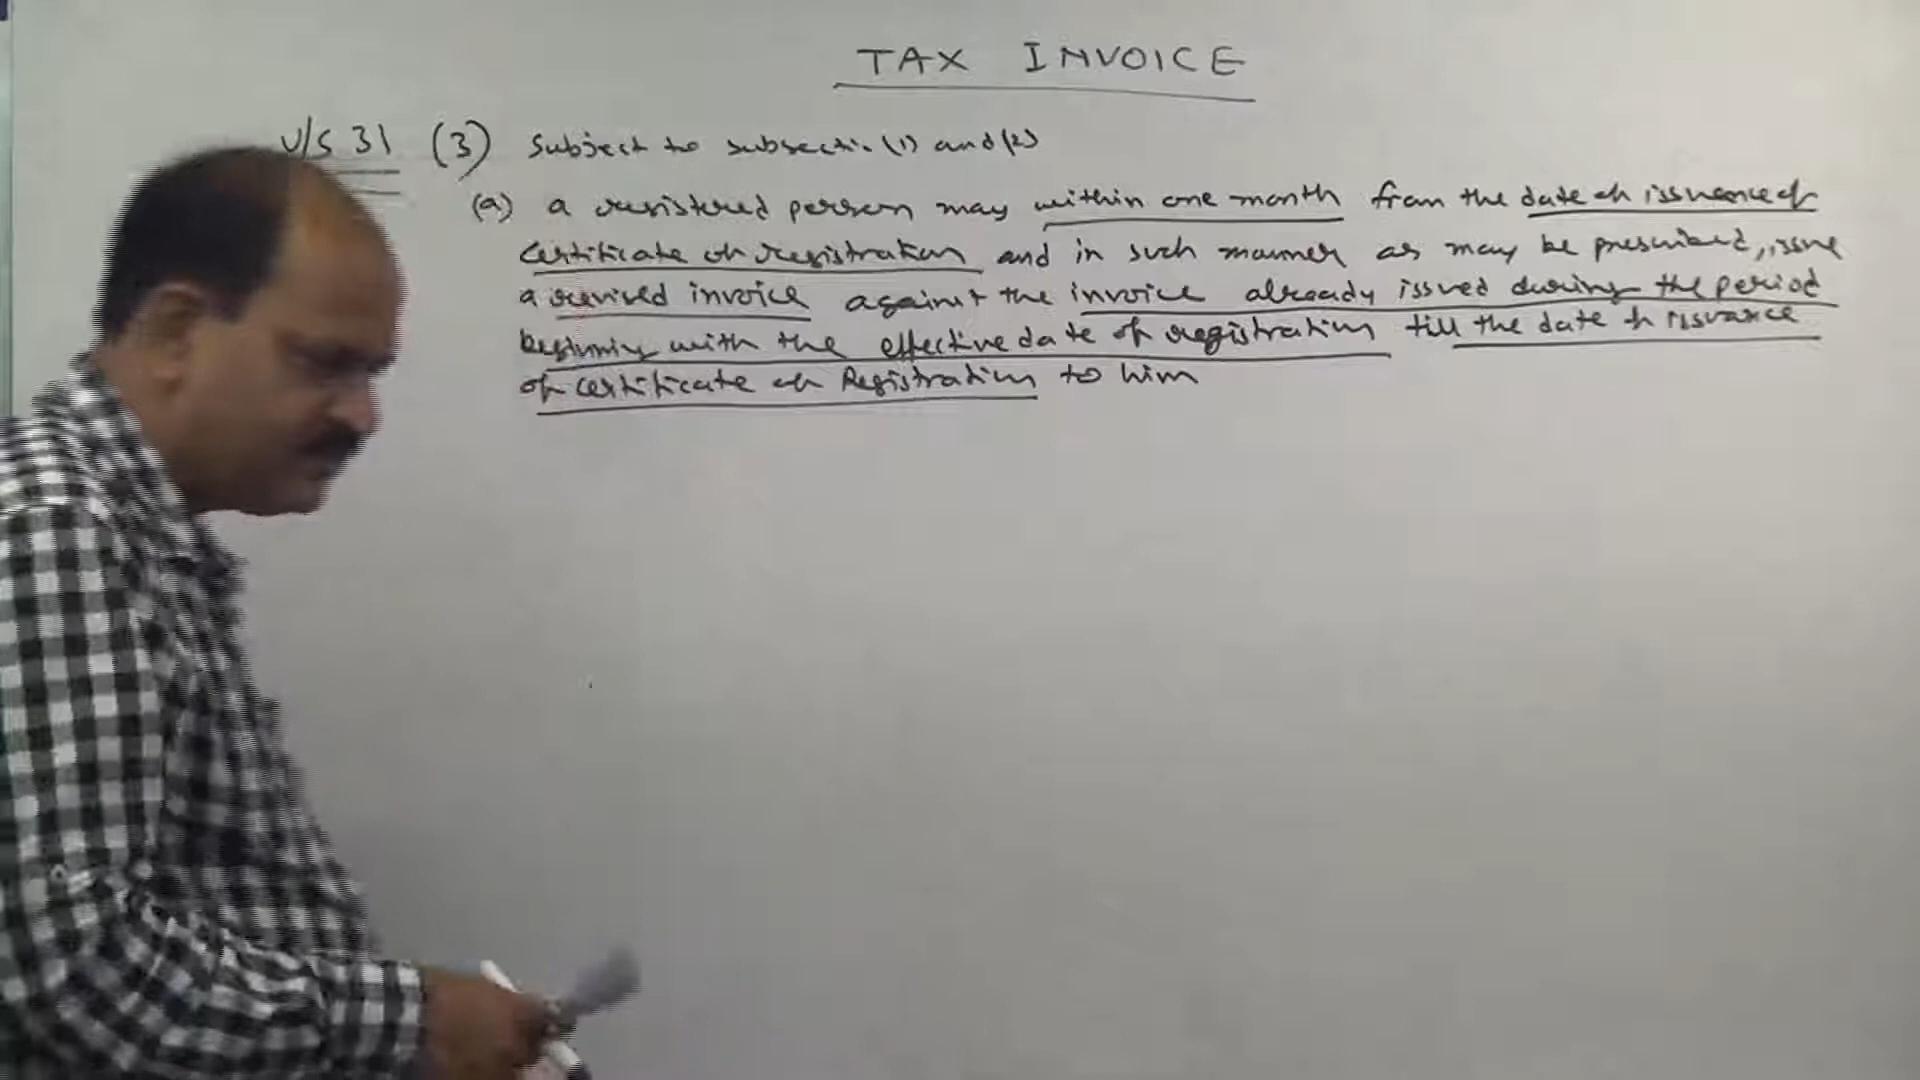 TAX INVOICE
U/S 31 (3) Subject to subsection (1) and (2)
(a) a registered person may within one month from the date of issuance of
certificate of registration and in such manner as may be prescribed, issue
a revised invoice against the invoice already issued during the period
beginning with the effective date of registration till the date of issuance
of certificate of Registration to him